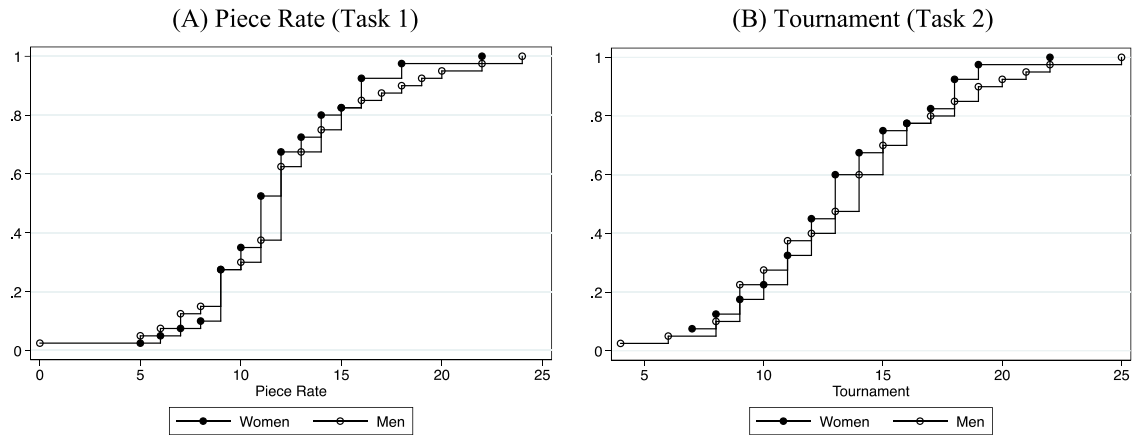 (A) Piece Rate (Task 1)
1
.8
.6
.4
.2
0
0 5 10 15 20 25
Piece Rate
Women Men
(B) Tournament (Task 2)
1
.8
.6
.4
.2
0
5 10 15 20 25
Tournament
Women Men